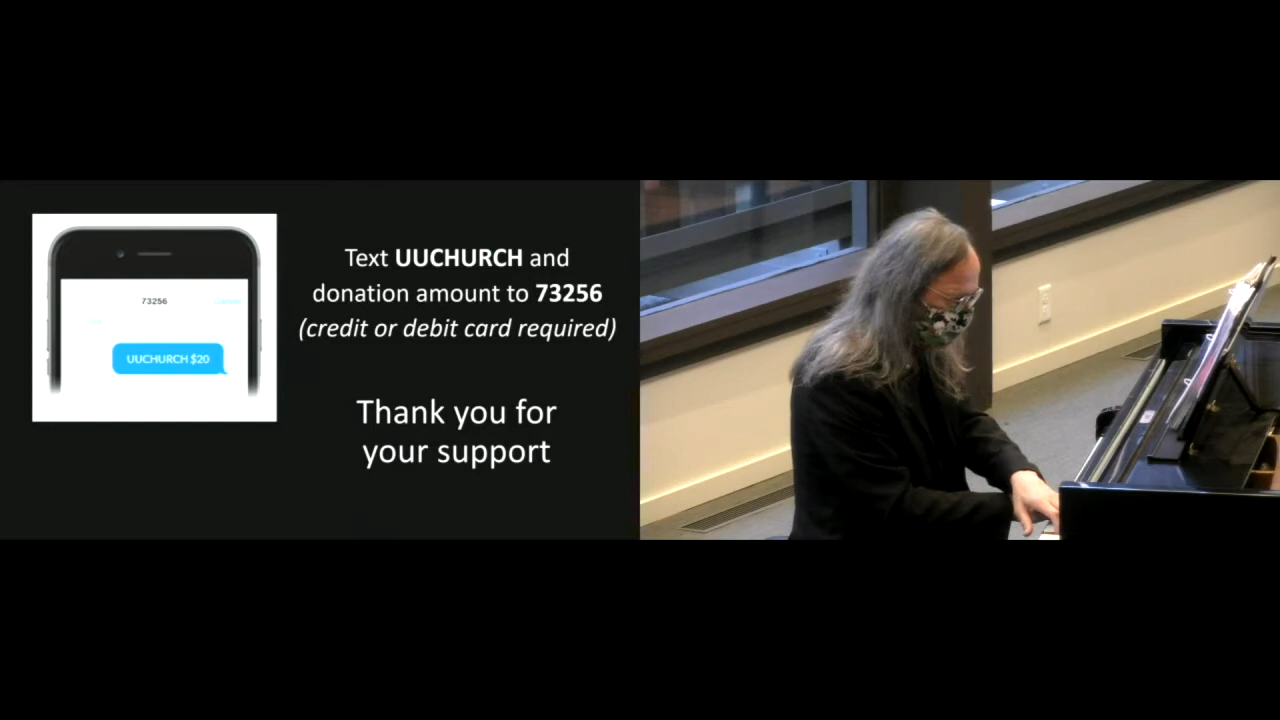 73256
UUCHURCH $20
Text UUCHURCH and
donation amount to 73256
(credit or debit card required)
Thank you for
your support